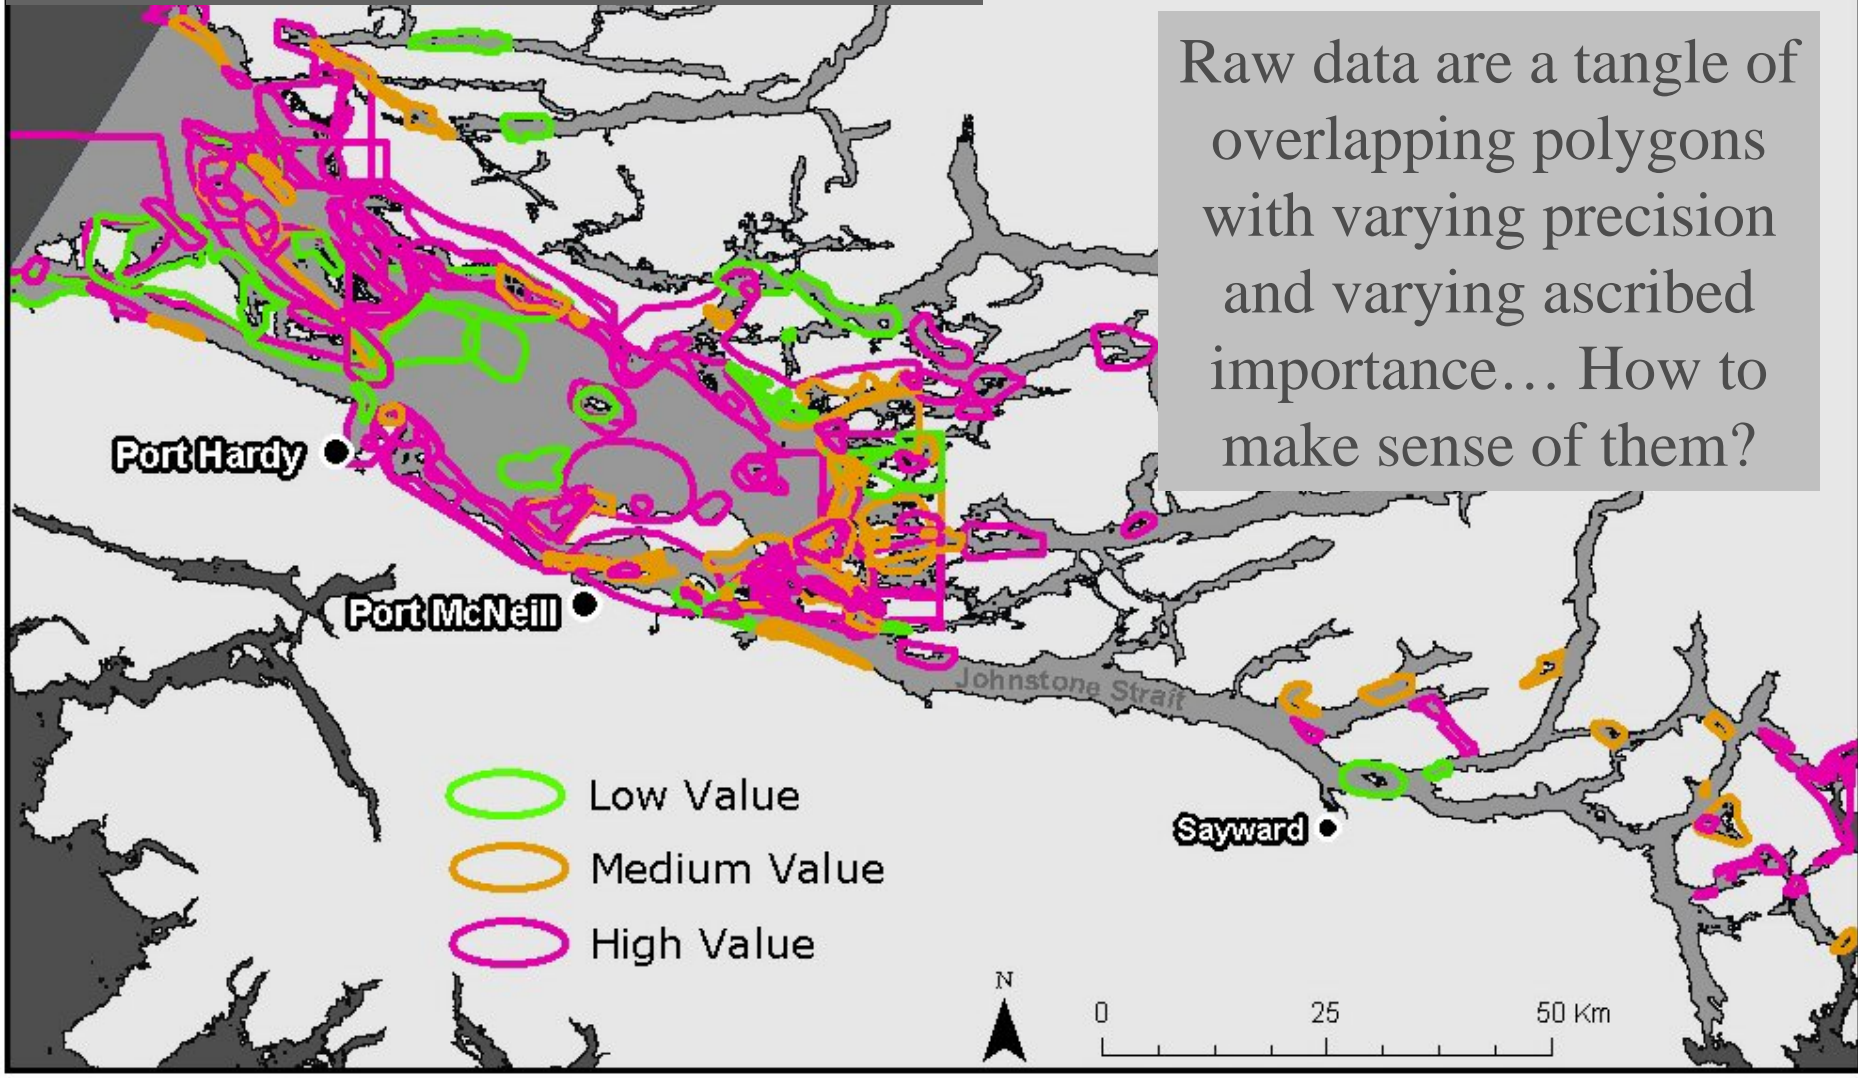 Raw data are a tangle of
overlapping polygons
with varying precision
and varying ascribed
importance… How to
make sense of them?
Port Hardy
Port McNeill
Johnstone Strait
Sayward
Low Value
Medium Value
High Value
N
0 25 50 Km